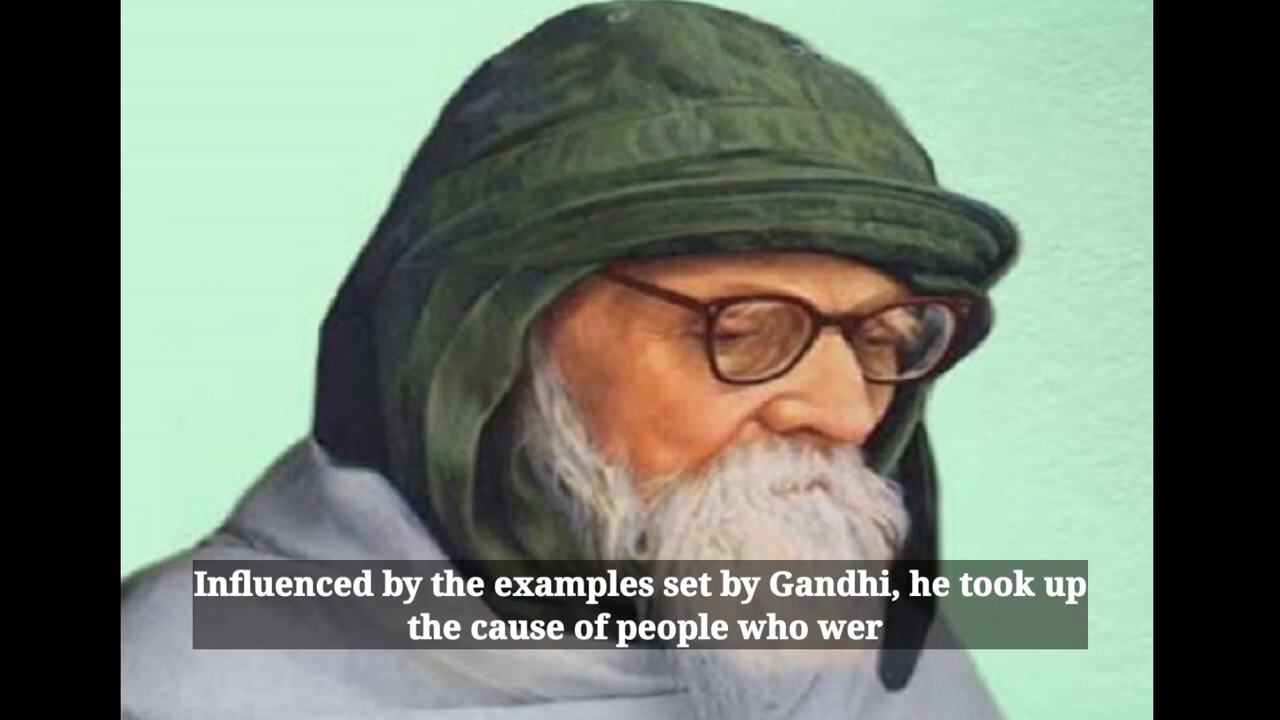 Influenced by the examples set by Gandhi, he took up
the cause of people who wer